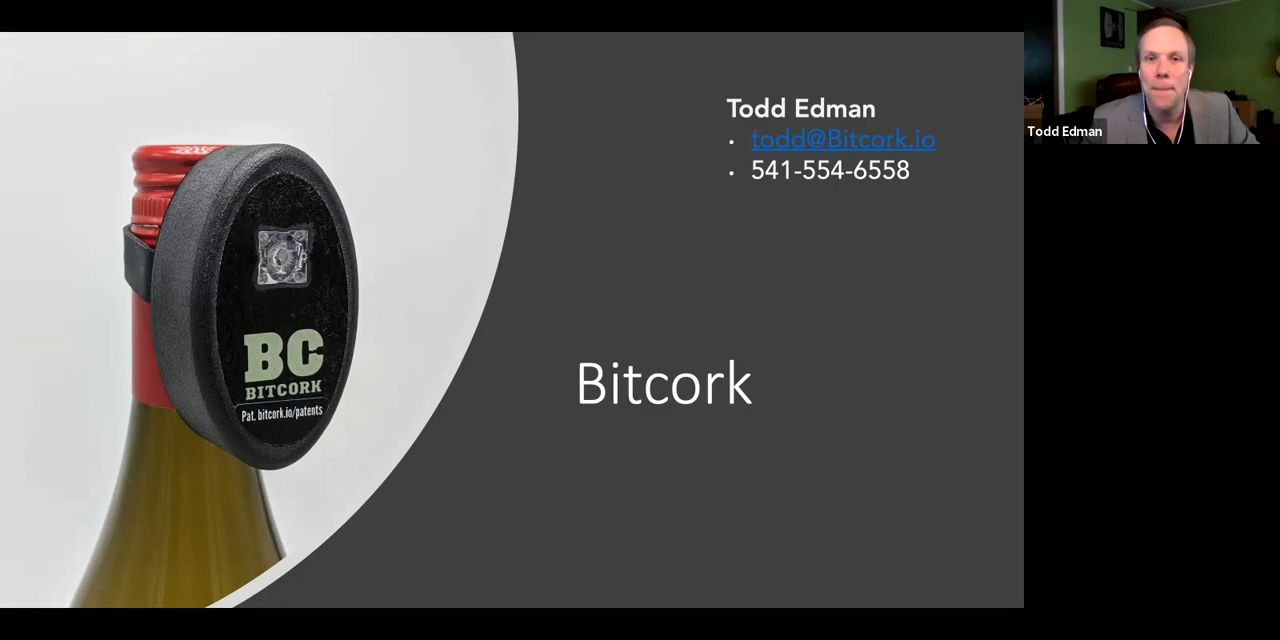 Todd Edman
• todd@Bitcork.io
• 541-554-6558
BC
BITCORK
Pat. bitcork.io/patents
Bitcork
Todd Edman